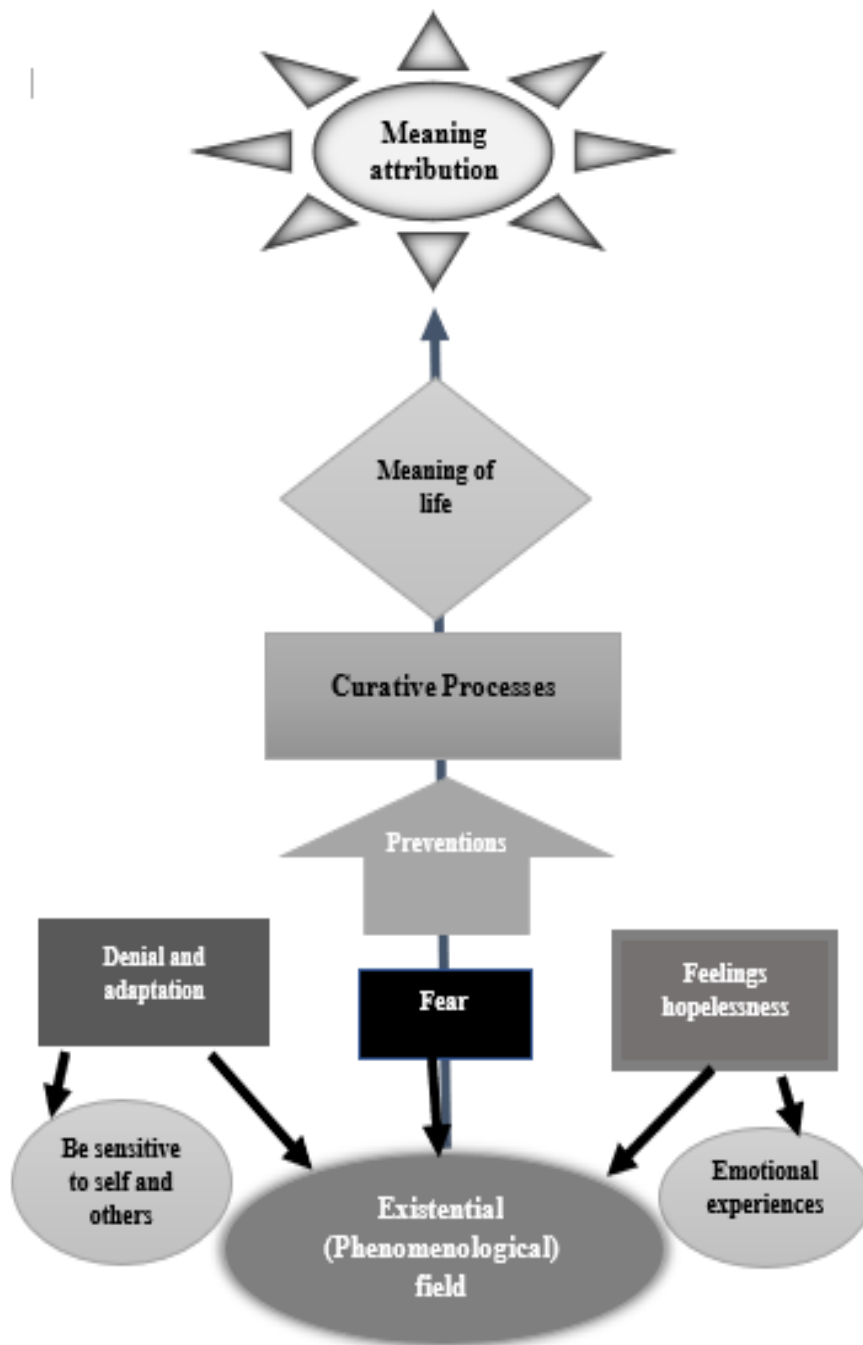 Meaning
attribution
Meaning of
life
Curative Processes
Preventions
Denial and
adaptation
Fear
Feelings
hopelessness
Be sensitive
to self and
others
Existential
(Phenomenological)
field
Emotional
experiences